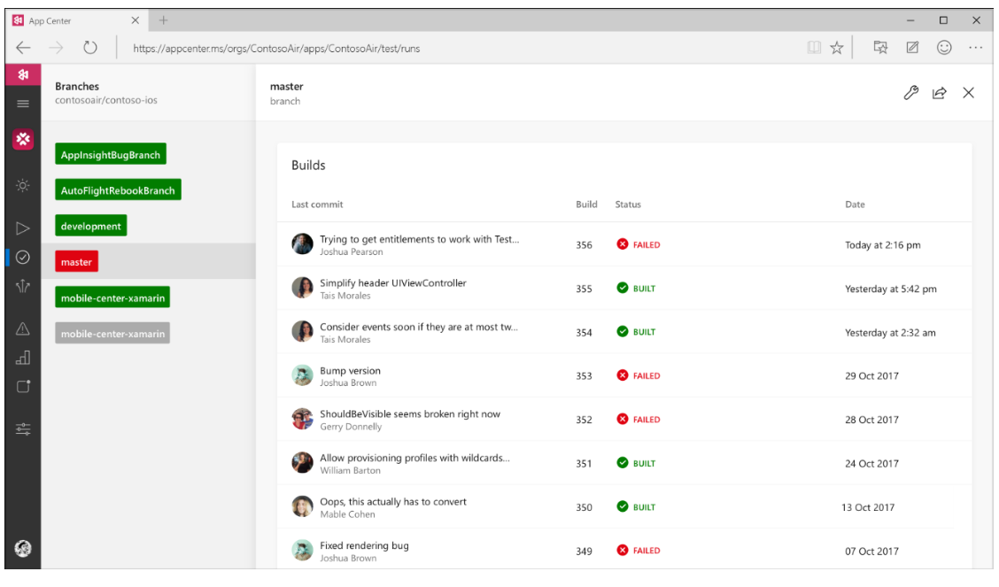 App Center
https://appcenter.ms/orgs/ContosoAir/apps/ContosoAir/test/runs
Branches
contosoair/contoso-ios
AppInsightBugBranch
AutoFlightRebookBranch
development
master
mobile-center-xamarin
mobile-center-xamarin
master
branch
Builds
Last commit Build Status Date
Trying to get entitlements to work with Test...
Joshua Pearson
356 FAILED Today at 2:16 pm
Simplify header UIViewController
Tais Morales
355 BUILT Yesterday at 5:42 pm
Consider events soon if they are at most tw...
Tais Morales
354 BUILT Yesterday at 2:32 am
Bump version
Joshua Brown
353 FAILED 29 Oct 2017
ShouldBeVisible seems broken right now
Gerry Donnelly
352 FAILED 28 Oct 2017
Allow provisioning profiles with wildcards...
William Barton
351 BUILT 24 Oct 2017
Oops, this actually has to convert
Mable Cohen
350 BUILT 13 Oct 2017
Fixed rendering bug
Joshua Brown
349 FAILED 07 Oct 2017